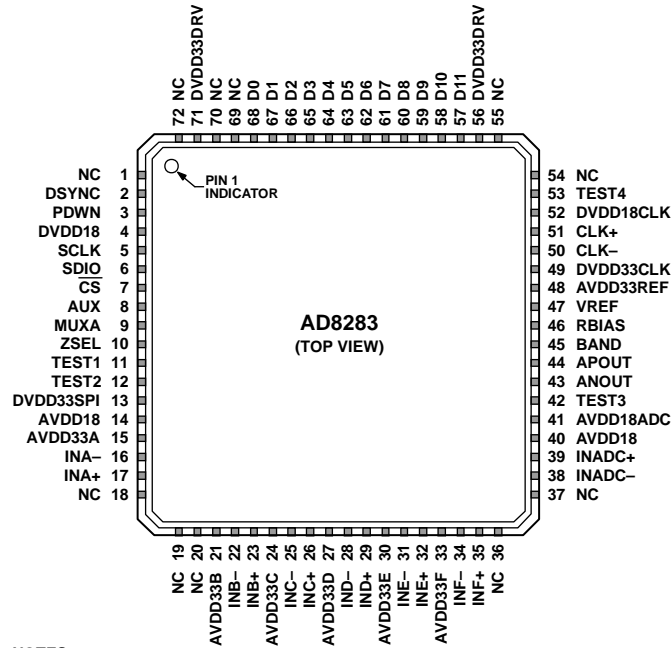 72 NC
71 DVDD33DRV
70 NC
69 NC
68 D0
67 D1
66 D2
65 D3
64 D4
63 D5
62 D6
61 D7
60 D8
59 D9
58 D10
57 D11
56 DVDD33DRV
55 NC
PIN 1
INDICATOR
NC 1
DSYNC 2
PDWN 3
DVDD18 4
SCLK 5
SDIO 6
CS 7
AUX 8
MUXA 9
ZSEL 10
TEST1 11
TEST2 12
DVDD33SPI 13
AVDD18 14
AVDD33A 15
INA– 16
INA+ 17
NC 18
AD8283
(TOP VIEW)
54 NC
53 TEST4
52 DVDD18CLK
51 CLK+
50 CLK–
49 DVDD33CLK
48 AVDD33REF
47 VREF
46 RBIAS
45 BAND
44 APOUT
43 ANOUT
42 TEST3
41 AVDD18ADC
40 AVDD18
39 INADC+
38 INADC–
37 NC
NC 19
NC 20
AVDD33B 21
INB– 22
INB+ 23
AVDD33C 24
INC– 25
INC+ 26
AVDD33D 27
IND– 28
IND+ 29
AVDD33E 30
INE– 31
INE+ 32
AVDD33F 33
INF– 34
INF+ 35
NC 36